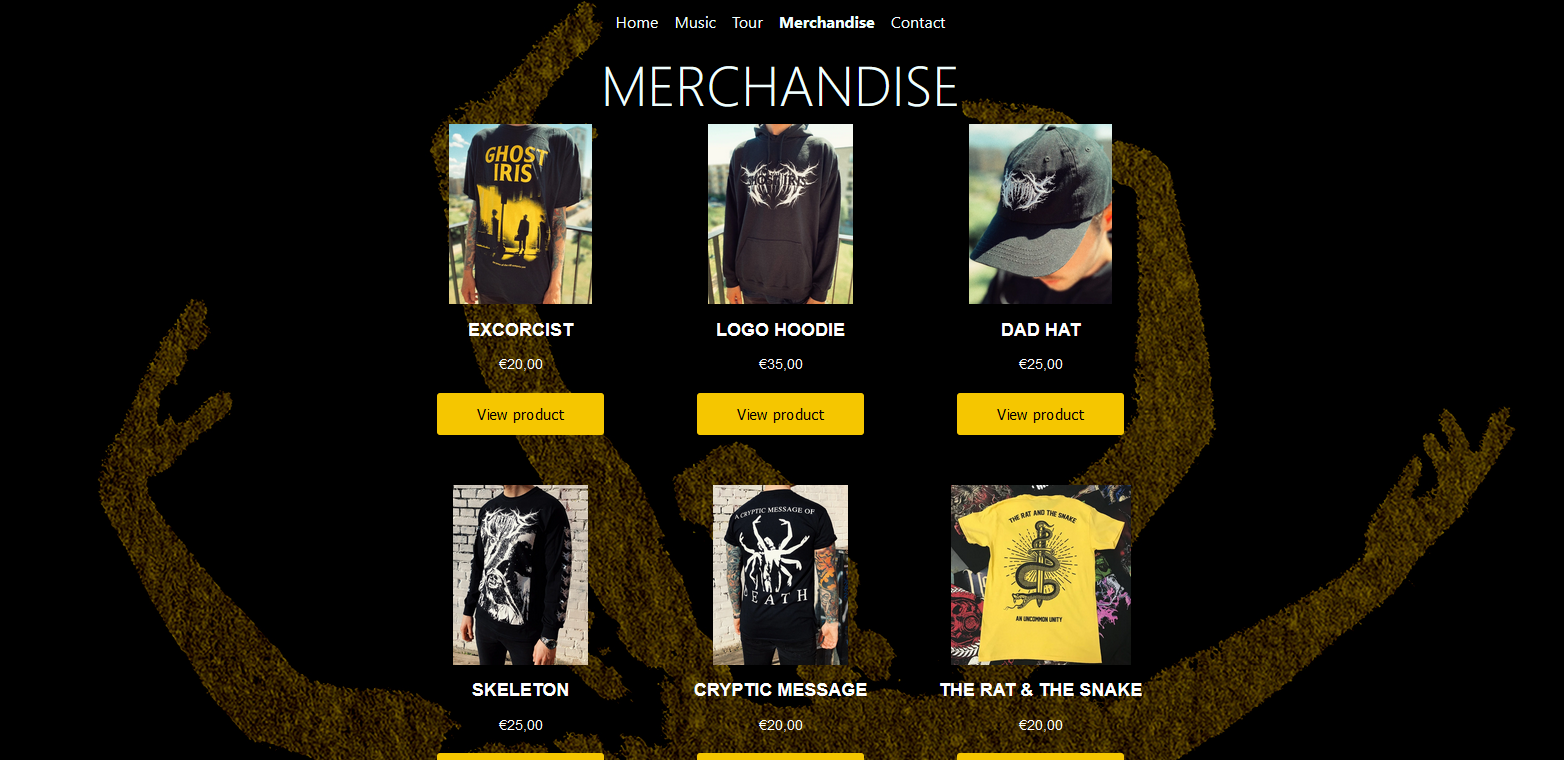 Home Music Tour Merchandise Contact
MERCHANDISE
GHOST
IRIS
EXCORCIST
LOGO HOODIE
DAD HAT
€20,00
€35,00
€25,00
View product
View product
View product
A CRYPTIC MESSAGE OF
DEATH
THE RAT AND THE SNAKE
AN UNCOMMON UNITY
SKELETON
CRYPTIC MESSAGE
THE RAT & THE SNAKE
€25,00
€20,00
€20,00